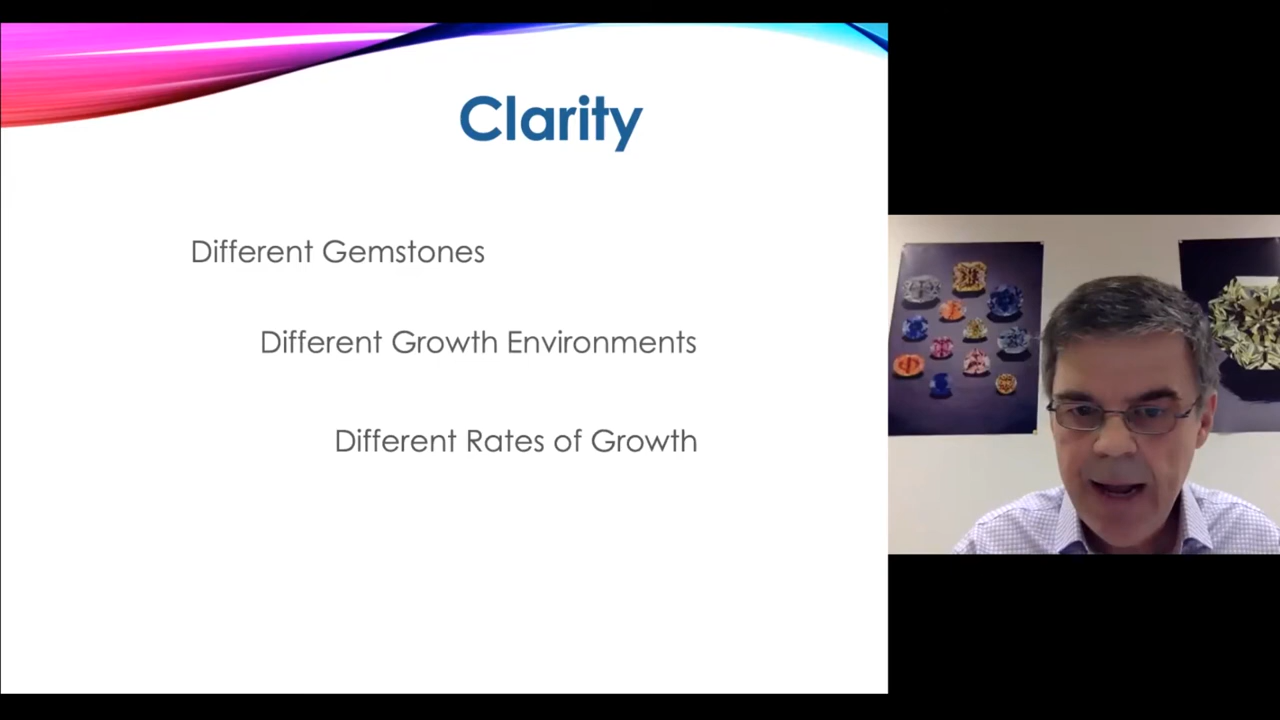 Clarity
Different Gemstones
Different Growth Environments
Different Rates of Growth